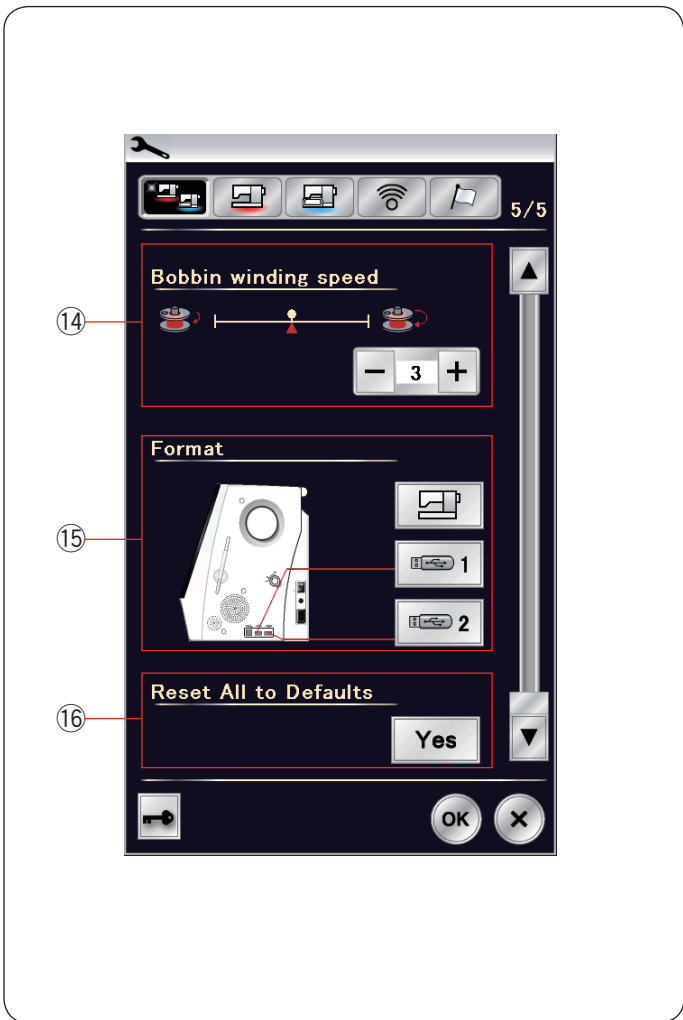 5/5
Bobbin winding speed
⑭
− 3 +
Format
⑮
1
2
Reset All to Defaults
⑯
Yes
OK ×